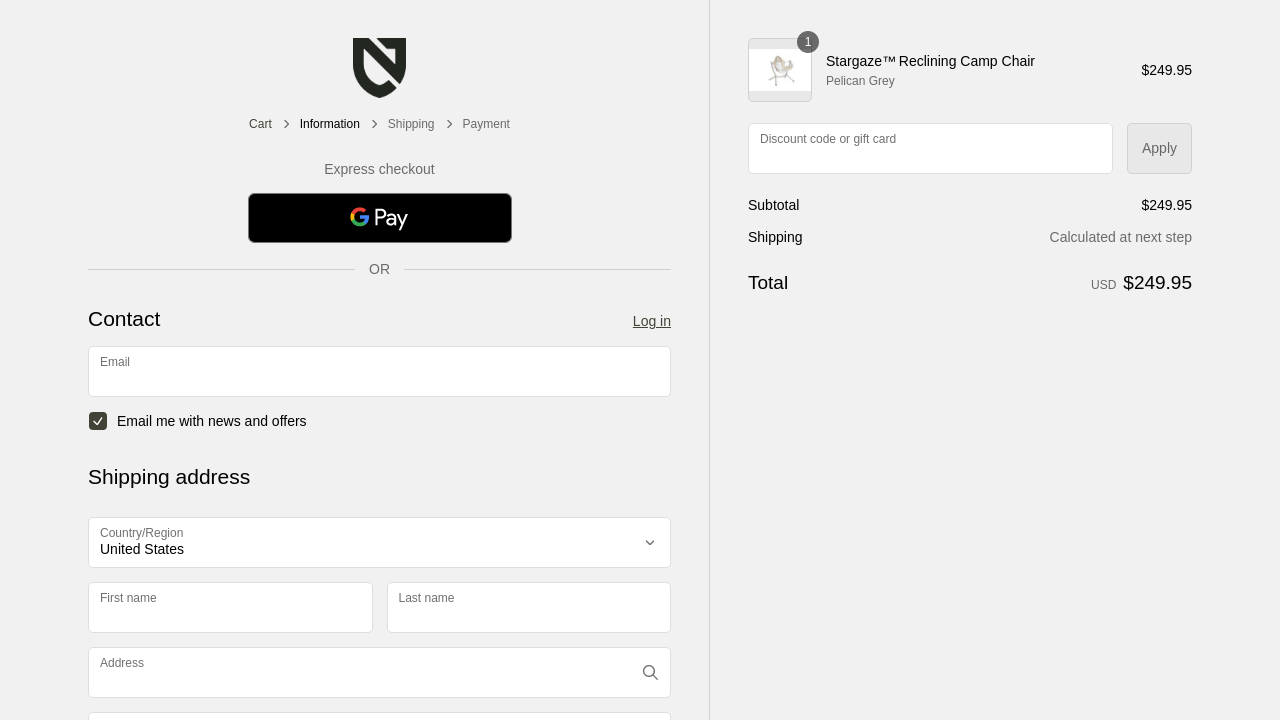 Cart
Information
Shipping
Payment
Express checkout
G Pay
OR
Contact
Log in
Email
Email me with news and offers
Shipping address
Country/Region
United States
First name
Last name
Address
1
Stargaze™ Reclining Camp Chair
Pelican Grey
$249.95
Discount code or gift card
Apply
Subtotal
$249.95
Shipping
Calculated at next step
Total
USD $249.95